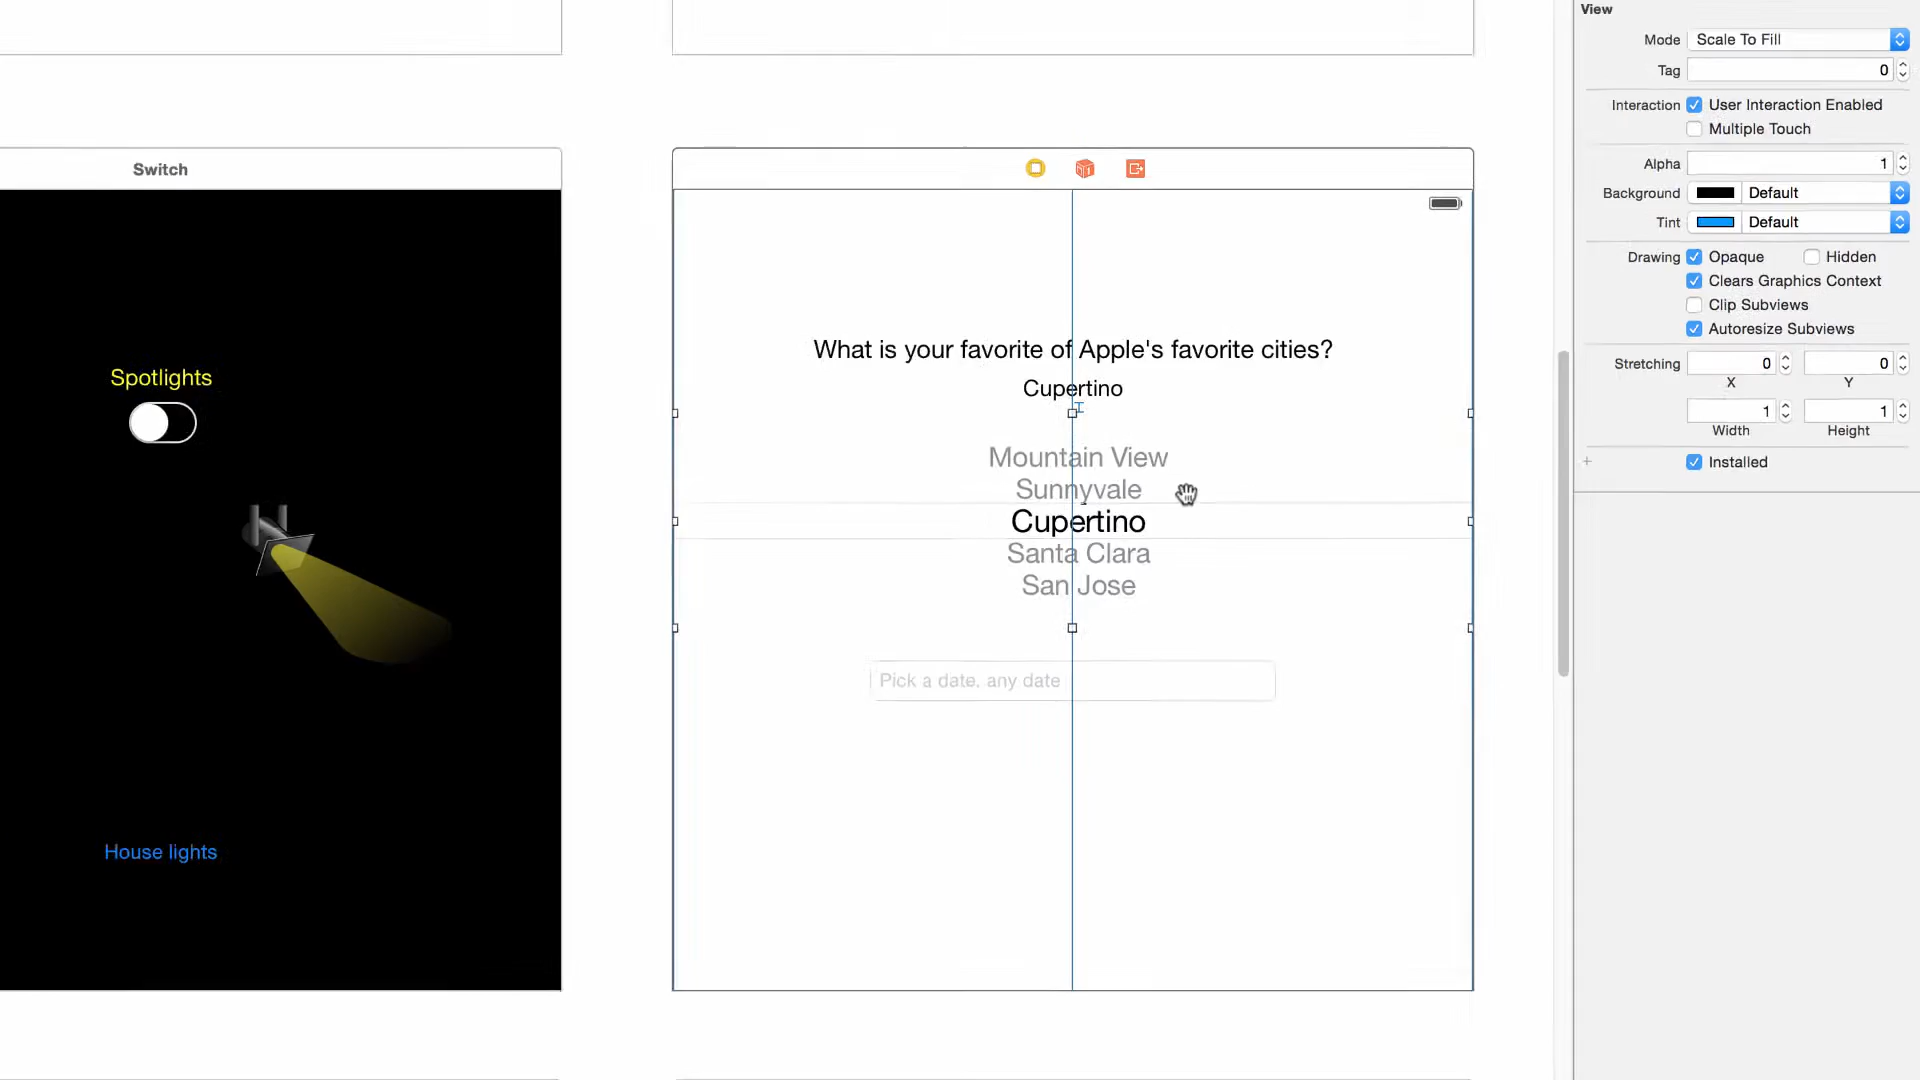 Switch
Spotlights
House lights
What is your favorite of Apple's favorite cities?
Cupertino
Mountain View
Sunnyvale
Cupertino
Santa Clara
San Jose
Pick a date, any date
View
Mode Scale To Fill
Tag 0
Interaction User Interaction Enabled
Multiple Touch
Alpha 1
Background Default
Tint Default
Drawing Opaque Hidden
Clears Graphics Context
Clip Subviews
Autoresize Subviews
Stretching 0 0
X Y
1 1
Width Height
+ Installed